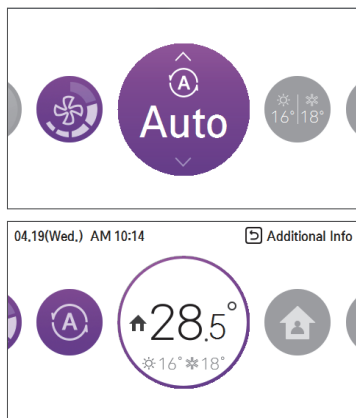 A
Auto
16° 18°
04.19(Wed.) AM 10:14
Additional Info
A
28.5°
16° 18°